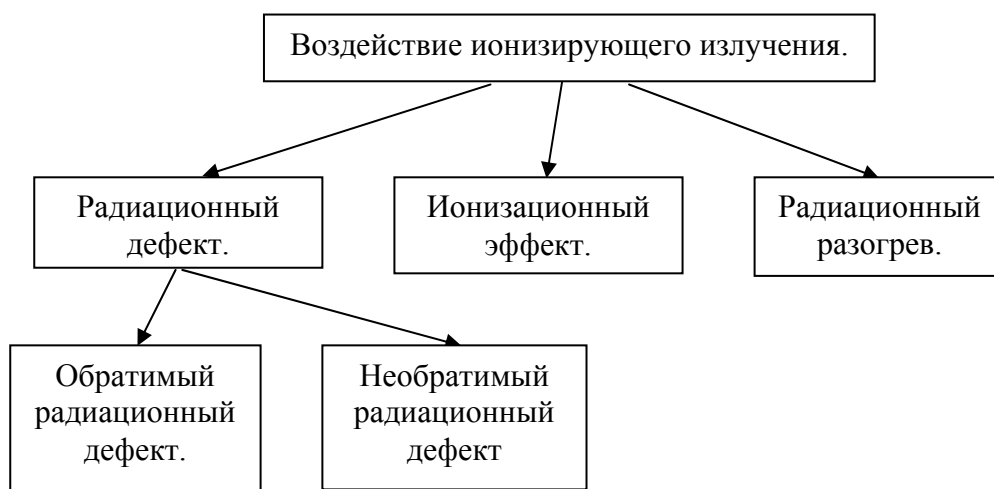 Воздействие ионизирующего излучения.
Радиационный
дефект.
Ионизационный
эффект.
Радиационный
разогрев.
Обратимый
радиационный
дефект.
Необратимый
радиационный
дефект